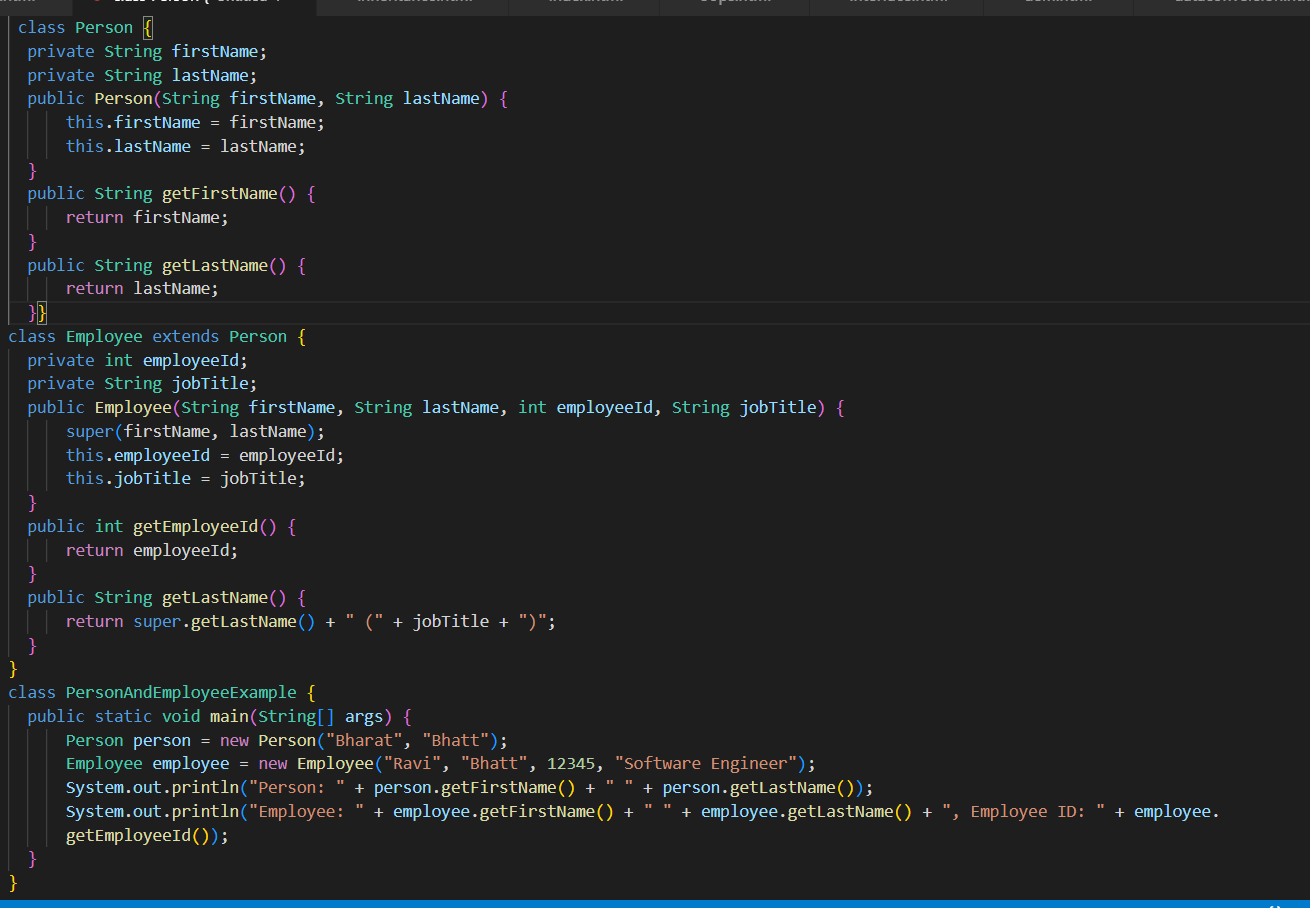 class Person {
private String firstName;
private String lastName;
public Person(String firstName, String lastName) {
this.firstName = firstName;
this.lastName = lastName;
}
public String getFirstName() {
return firstName;
}
public String getLastName() {
return lastName;
}}
class Employee extends Person {
private int employeeId;
private String jobTitle;
public Employee(String firstName, String lastName, int employeeId, String jobTitle) {
super(firstName, lastName);
this.employeeId = employeeId;
this.jobTitle = jobTitle;
}
public int getEmployeeId() {
return employeeId;
}
public String getLastName() {
return super.getLastName() + " (" + jobTitle + ")";
}
}
class PersonAndEmployeeExample {
public static void main(String[] args) {
Person person = new Person("Bharat", "Bhatt");
Employee employee = new Employee("Ravi", "Bhatt", 12345, "Software Engineer");
System.out.println("Person: " + person.getFirstName() + " " + person.getLastName());
System.out.println("Employee: " + employee.getFirstName() + " " + employee.getLastName() + ", Employee ID: " + employee.
getEmployeeId());
}
}